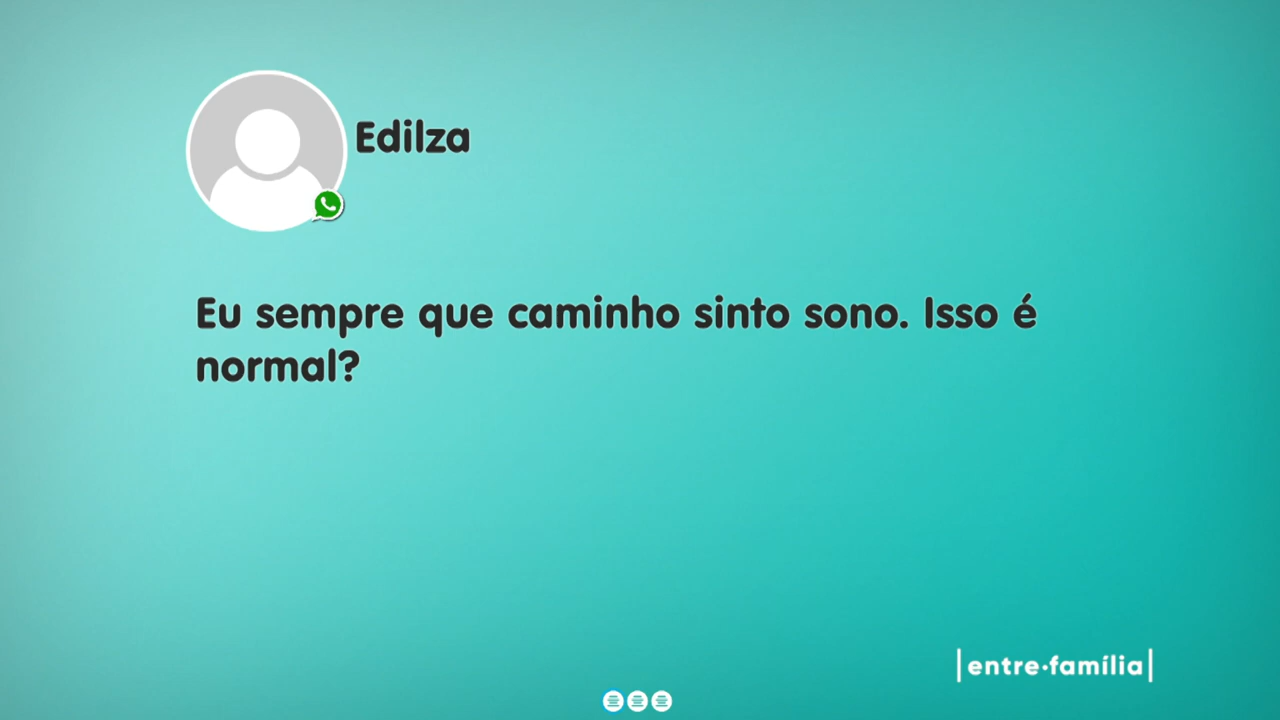 Edilza
Eu sempre que caminho sinto sono. Isso é
normal?
|entre·família|